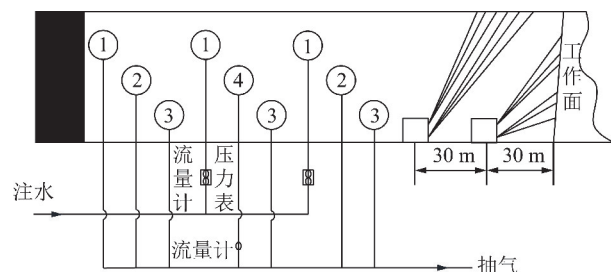 ① ① ①
② ④ ②
③ ③ ③
工作面
30 m 30 m
流量计 压力表
注水
流量计
抽气